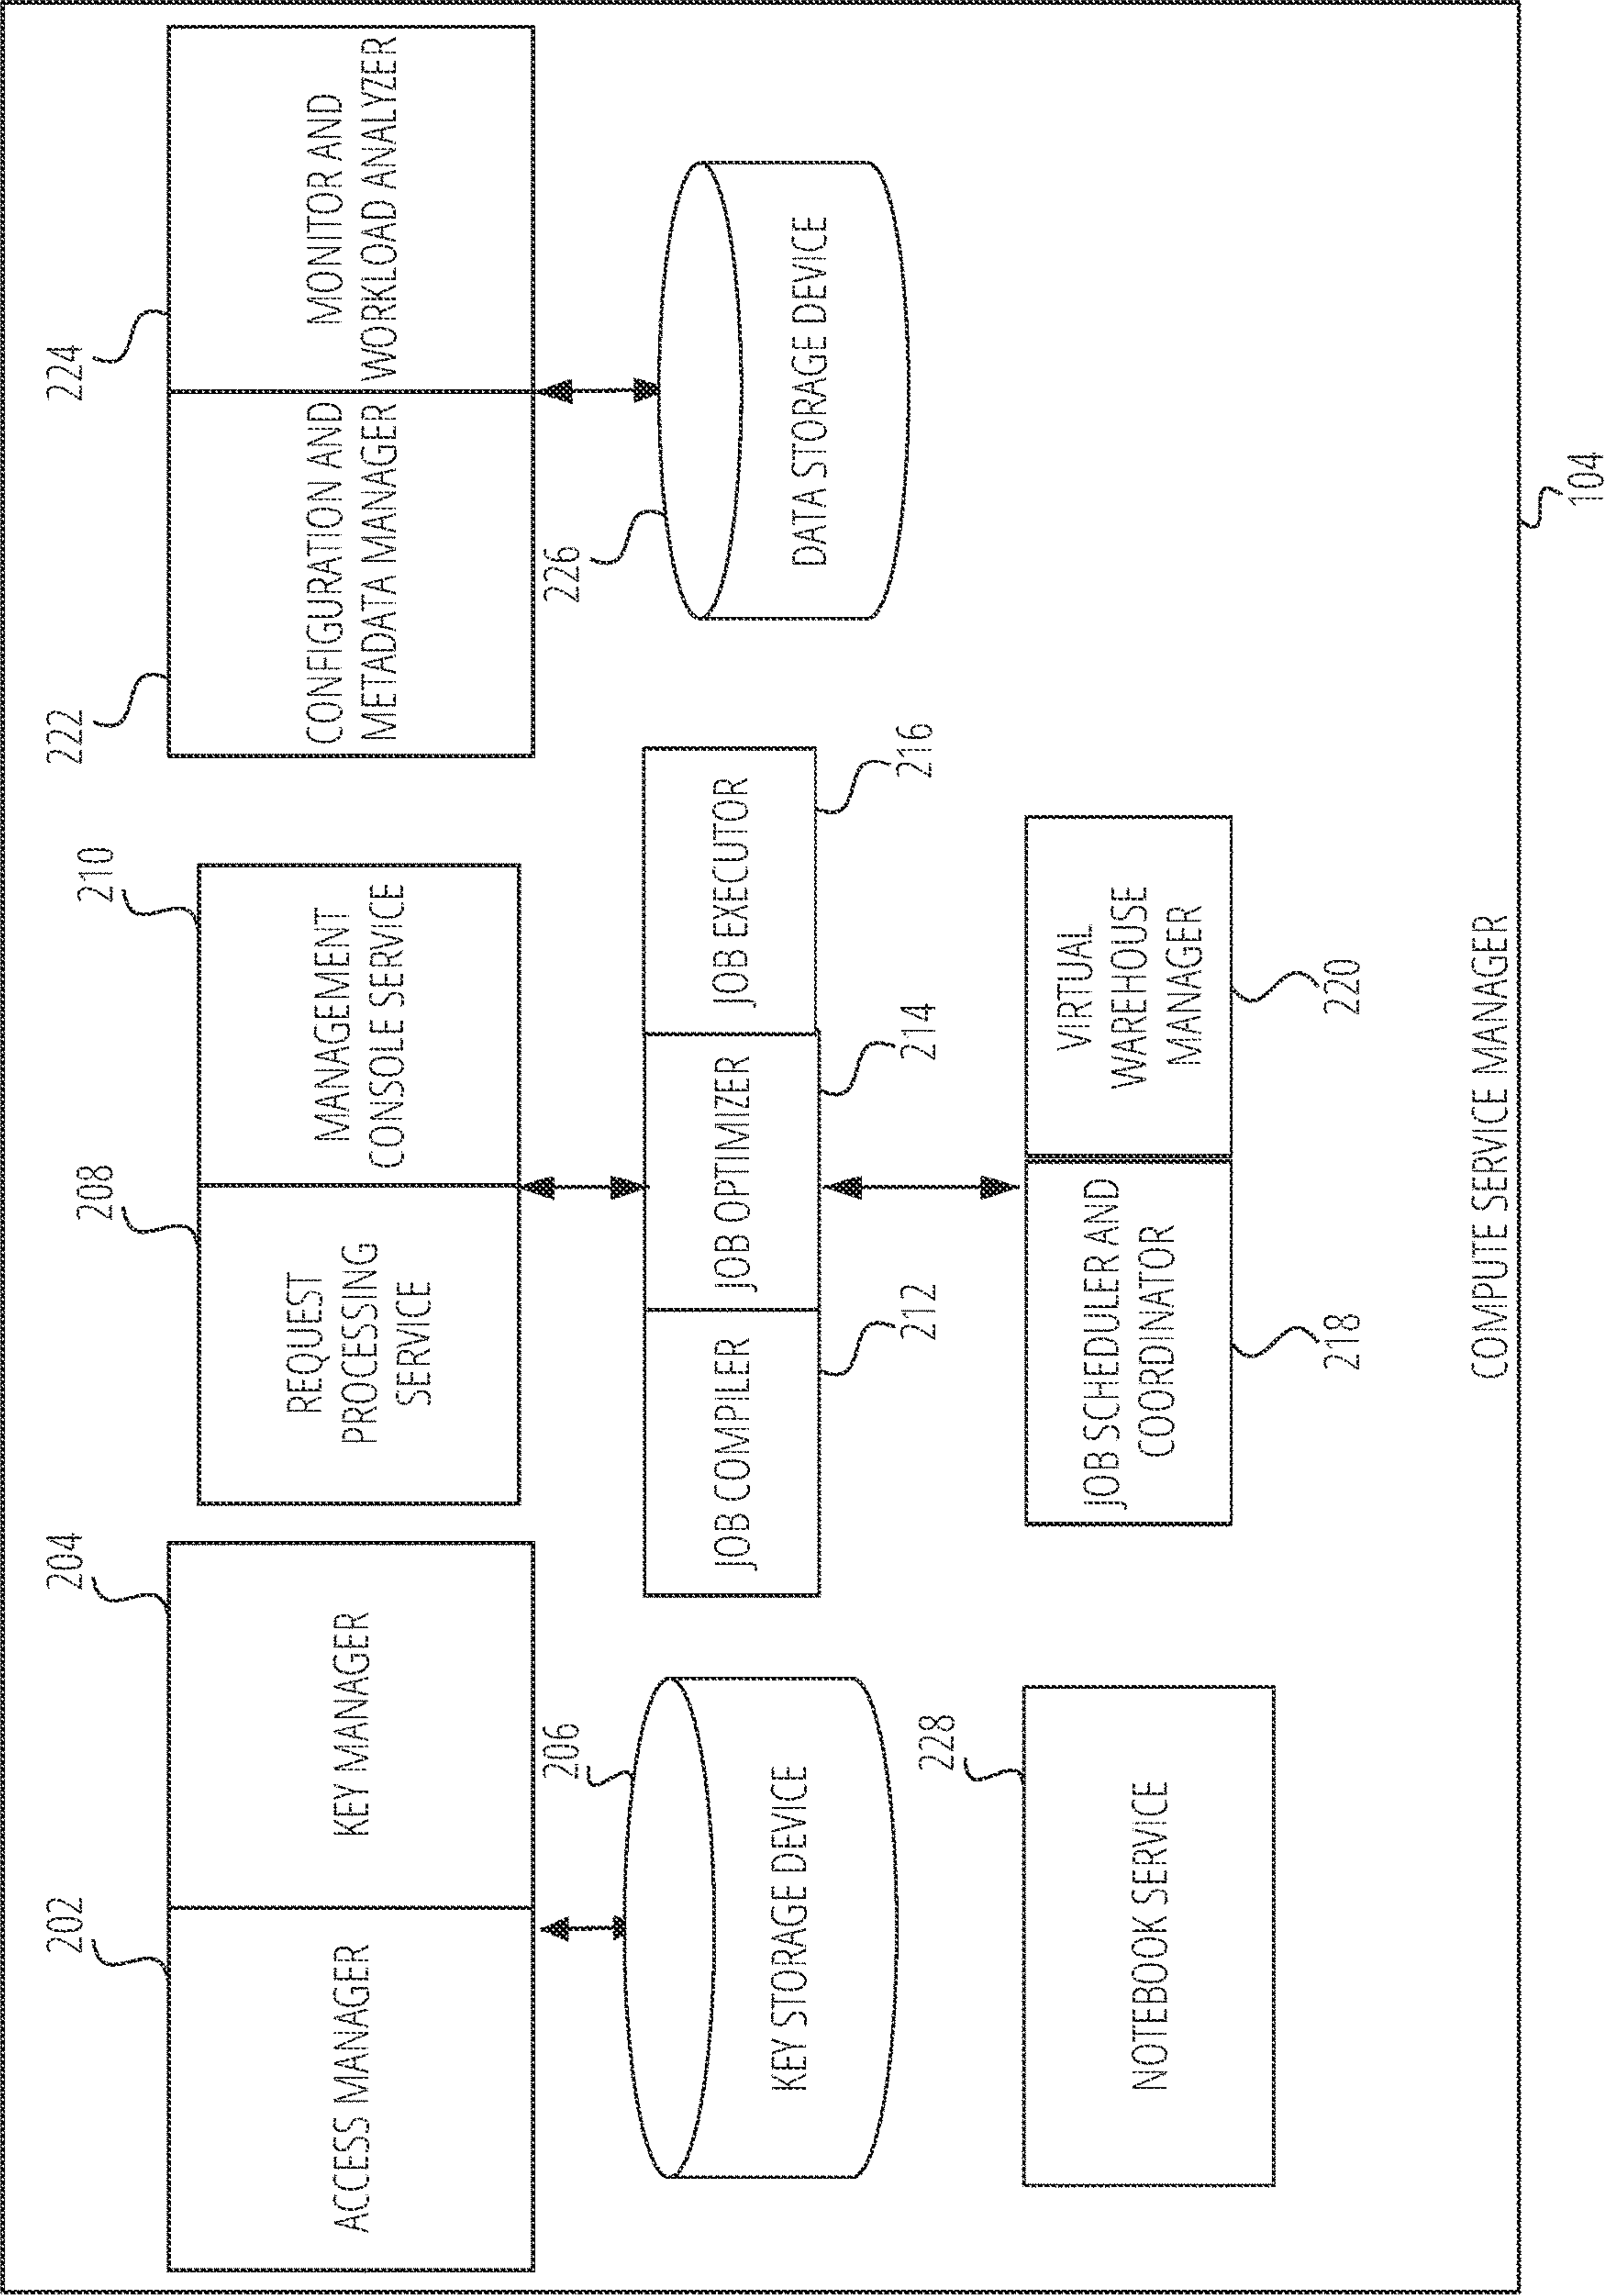 202
204
ACCESS MANAGER
KEY MANAGER
206
KEY STORAGE DEVICE
228
NOTEBOOK SERVICE
208
210
REQUEST
PROCESSING
SERVICE
MANAGEMENT
CONSOLE SERVICE
JOB COMPILER
JOB OPTIMIZER
JOB EXECUTOR
212
214
216
JOB SCHEDULER AND
COORDINATOR
VIRTUAL
WAREHOUSE
MANAGER
218
220
222
224
CONFIGURATION AND
METADATA MANAGER
MONITOR AND
WORKLOAD ANALYZER
226
DATA STORAGE DEVICE
COMPUTE SERVICE MANAGER
104